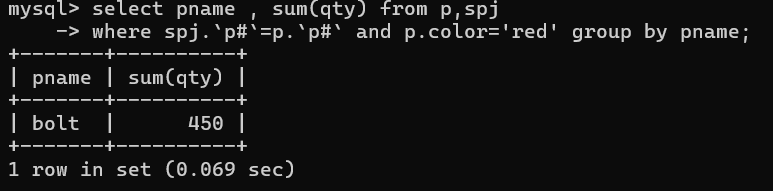 mysql> select pname , sum(qty) from p,spj
    -> where spj.`p#`=p.`p#` and p.color='red' group by pname;
+-------+----------+
| pname | sum(qty) |
+-------+----------+
| bolt  |      450 |
+-------+----------+
1 row in set (0.069 sec)